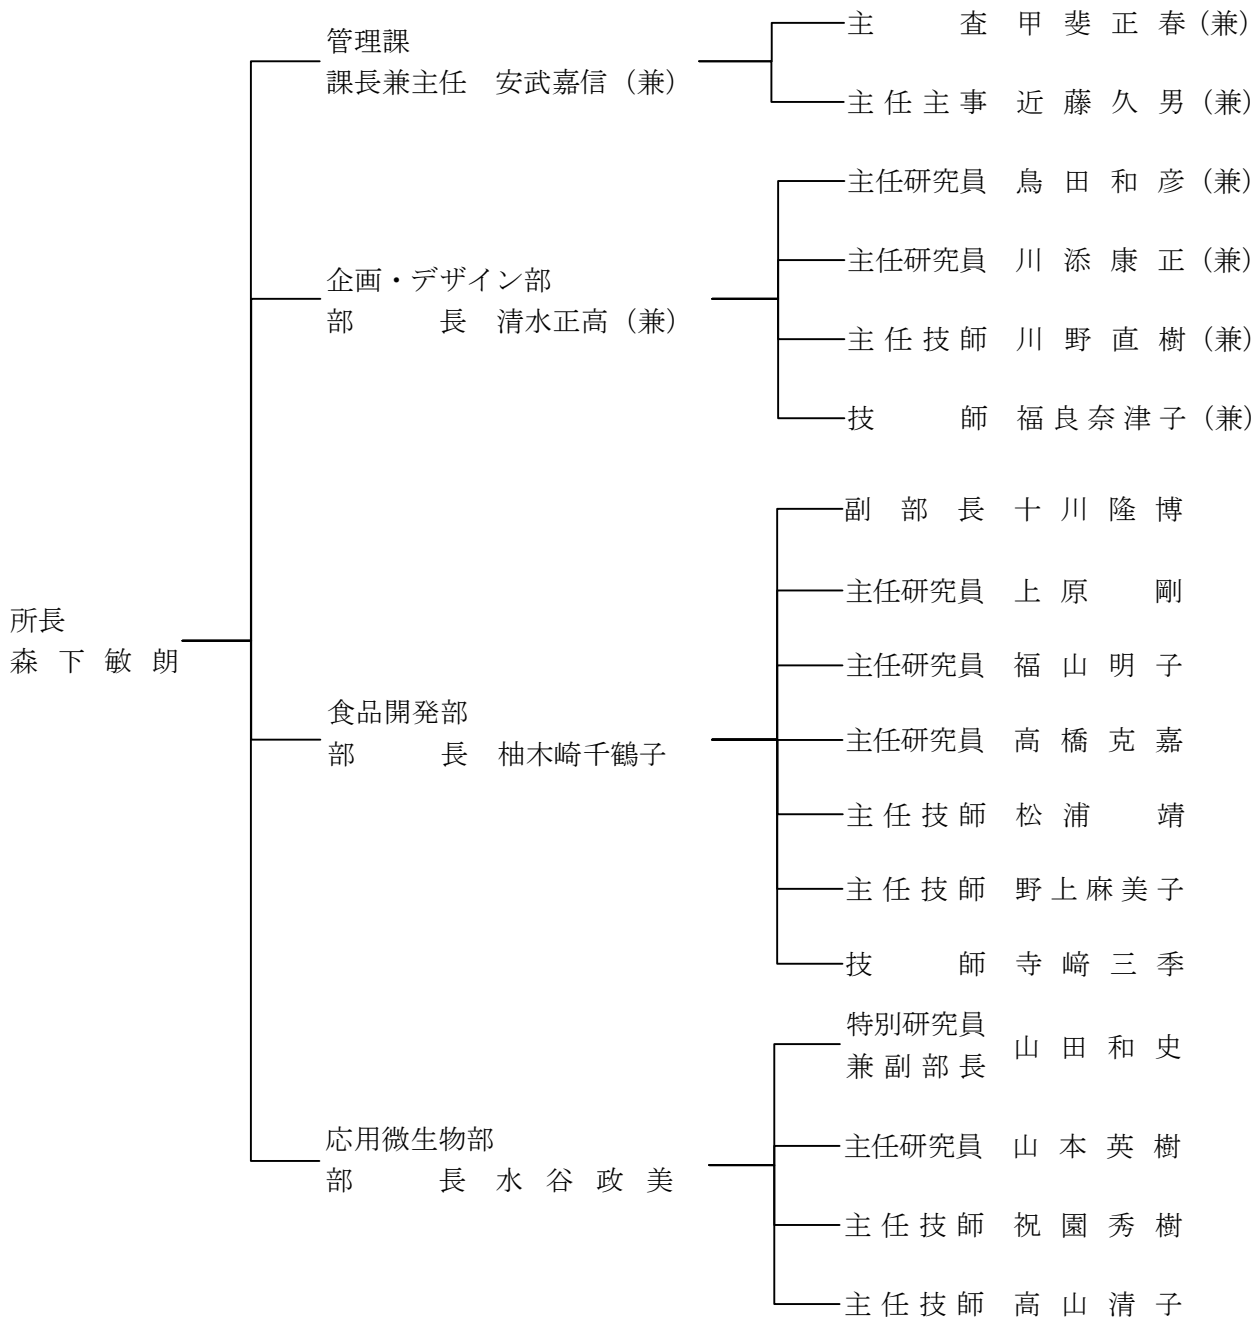 所長
森下敏朗
管理課
課長兼主任 安武嘉信（兼）
主査 甲斐正春（兼）
主任主事 近藤久男（兼）
企画・デザイン部
部長 清水正高（兼）
主任研究員 鳥田和彦（兼）
主任研究員 川添康正（兼）
主任技師 川野直樹（兼）
技師 福良奈津子（兼）
食品開発部
部長 柚木崎千鶴子
副部長 十川隆博
主任研究員 上原剛
主任研究員 福山明子
主任研究員 高橋克嘉
主任技師 松浦靖
主任技師 野上麻美子
技師 寺﨑三季
応用微生物部
部長 水谷政美
特別研究員
兼副部長 山田和史
主任研究員 山本英樹
主任技師 祝園秀樹
主任技師 高山清子